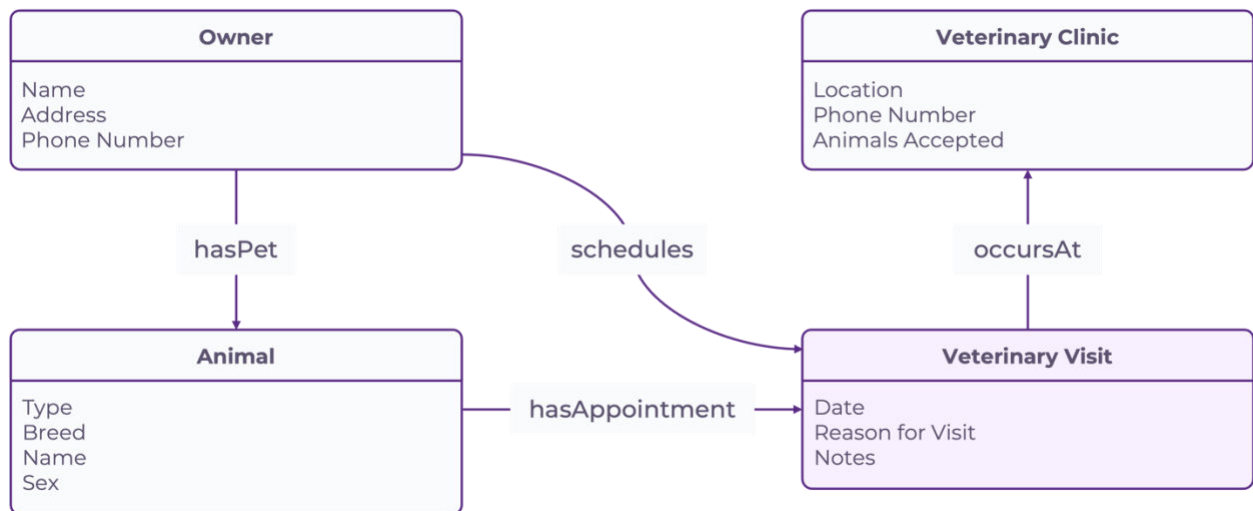 Owner
Name
Address
Phone Number
Veterinary Clinic
Location
Phone Number
Animals Accepted
hasPet
schedules
occursAt
Animal
Type
Breed
Name
Sex
hasAppointment
Veterinary Visit
Date
Reason for Visit
Notes